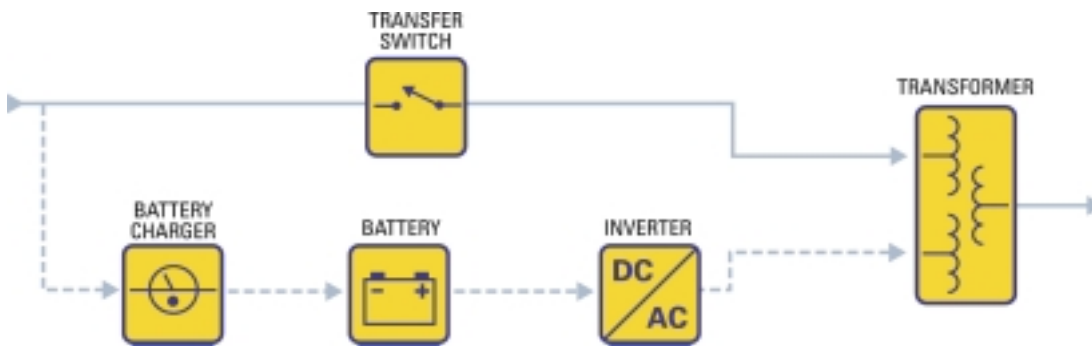 TRANSFER
SWITCH
TRANSFORMER
BATTERY
CHARGER
BATTERY
INVERTER
DC
AC